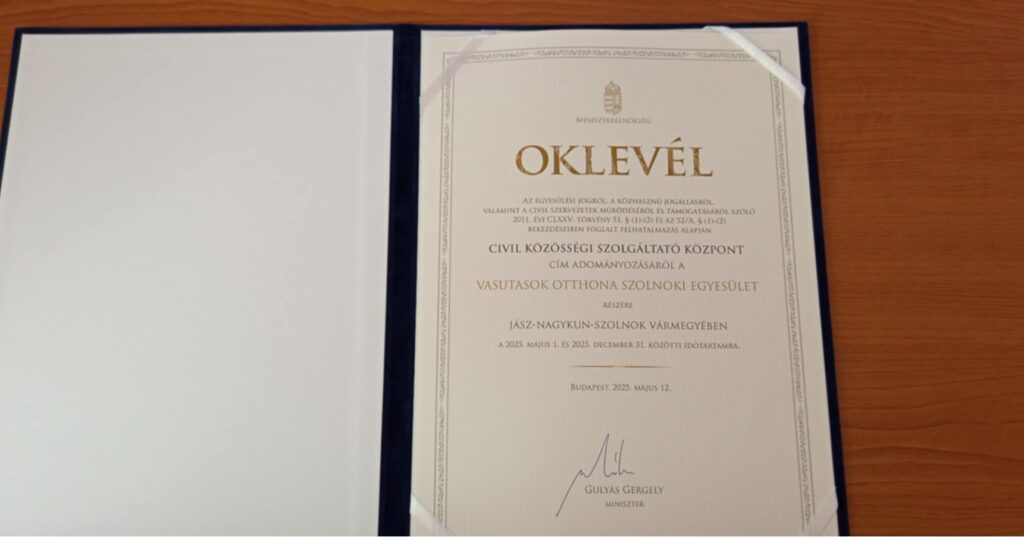 MINISZTERELNÖKSÉG
OKLEVÉL
AZ EGYESÜLÉSI JOGRÓL, A KÖZHASZNÚ JOGÁLLÁSRÓL,
VALAMINT A CIVIL SZERVEZETEK MŰKÖDÉSÉRŐL ÉS TÁMOGATÁSÁRÓL SZÓLÓ
2011. ÉVI CLXXV. TÖRVÉNY 51. § (1)-(2) ÉS AZ 52/A. § (1)-(2)
BEKEZDÉSEIBEN FOGLALT FELHATALMAZÁS ALAPJÁN
CIVIL KÖZÖSSÉGI SZOLGÁLTATÓ KÖZPONT
CÍM ADOMÁNYOZÁSÁRÓL A
VASUTASOK OTTHONA SZOLNOKI EGYESÜLET
RÉSZÉRE
JÁSZ-NAGYKUN-SZOLNOK VÁRMEGYÉBEN
A 2025. MÁJUS 1. ÉS 2025. DECEMBER 31. KÖZÖTTI IDŐTARTAMRA.
BUDAPEST, 2025. MÁJUS 12.
GULYÁS GERGELY
MINISZTER